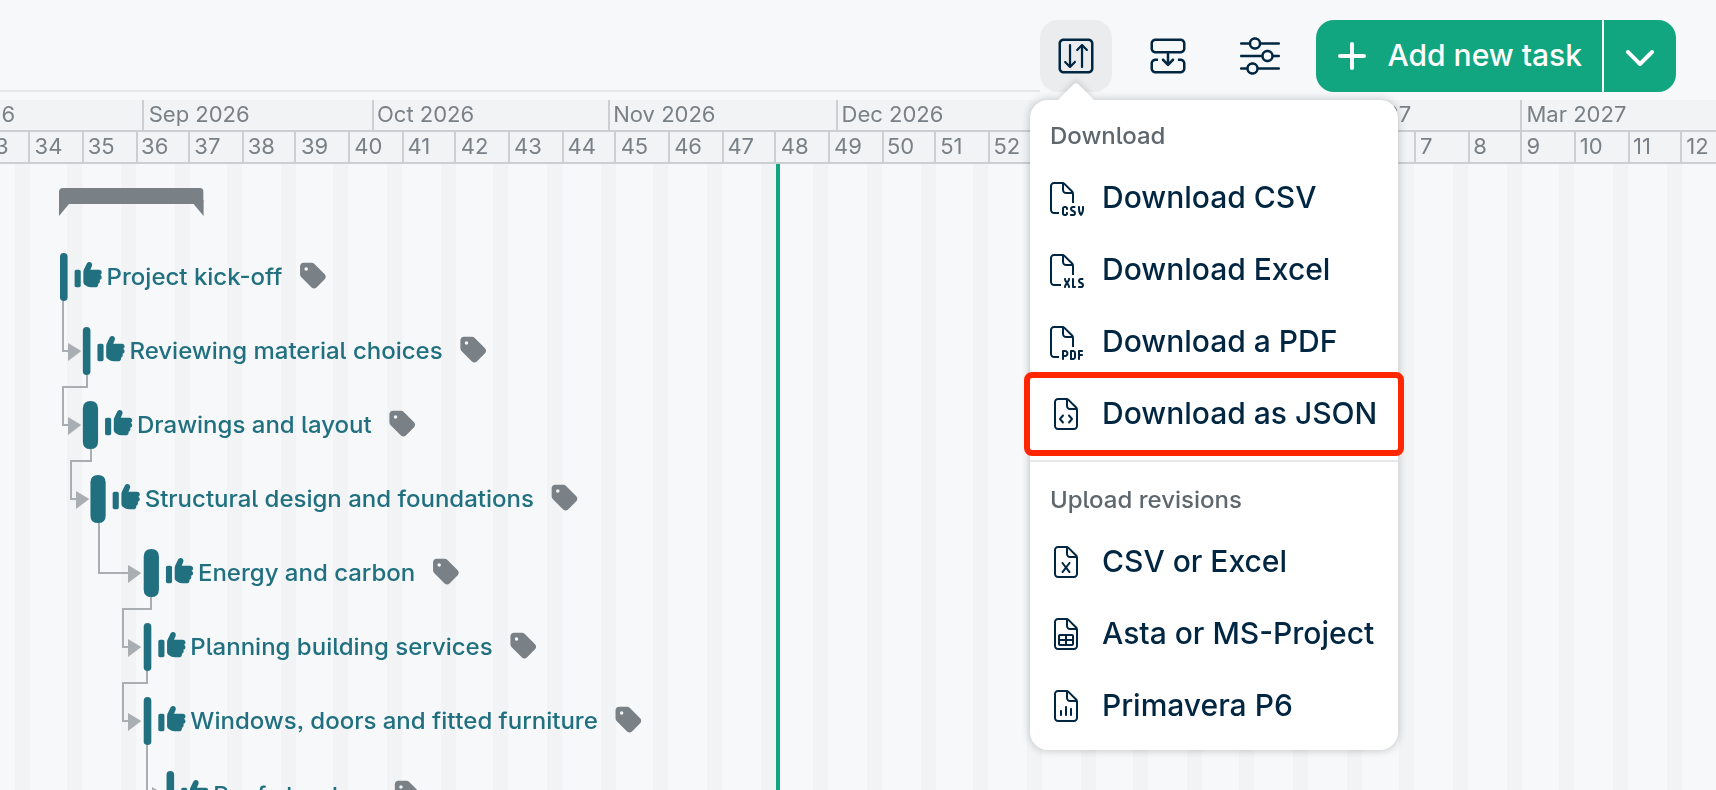 Add new task
6 Sep 2026 Oct 2026 Nov 2026 Dec 2026 7 Mar 2027
3 34 35 36 37 38 39 40 41 42 43 44 45 46 47 48 49 50 51 52 7 8 9 10 11 12
Download
CSV Download CSV
XLS Download Excel
PDF Download a PDF
Download as JSON
Upload revisions
CSV or Excel
Asta or MS-Project
Primavera P6
Project kick-off
Reviewing material choices
Drawings and layout
Structural design and foundations
Energy and carbon
Planning building services
Windows, doors and fitted furniture